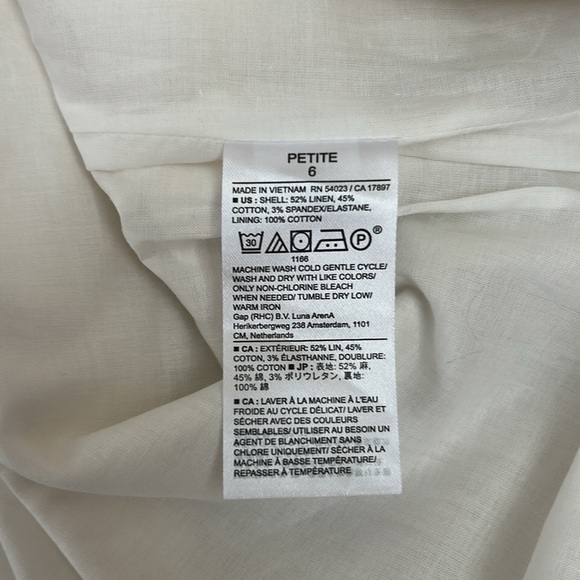 PETITE
6
MADE IN VIETNAM RN 54023 / CA 17897
■ US : SHELL: 52% LINEN, 45%
COTTON, 3% SPANDEX/ELASTANE,
LINING: 100% COTTON
30 P ®
1166
MACHINE WASH COLD GENTLE CYCLE/
WASH AND DRY WITH LIKE COLORS/
ONLY NON-CHLORINE BLEACH
WHEN NEEDED/ TUMBLE DRY LOW/
WARM IRON
Gap (RHC) B.V. Luna ArenA
Herikerbergweg 238 Amsterdam, 1101
CM, Netherlands
■ CA : EXTÉRIEUR: 52% LIN, 45%
COTON, 3% ÉLASTHANNE, DOUBLURE:
100% COTON ■ JP : 表地: 52% 麻,
45% 綿, 3% ポリウレタン, 裏地:
100% 綿
■ CA : LAVER À LA MACHINE À L'EAU
FROIDE AU CYCLE DÉLICAT/ LAVER ET
SÉCHER AVEC DES COULEURS
SEMBLABLES/ UTILISER AU BESOIN UN
AGENT DE BLANCHIMENT SANS
CHLORE UNIQUEMENT/ SÉCHER À LA
MACHINE À BASSE TEMPÉRATURE/
REPASSER À TEMPÉRATURE